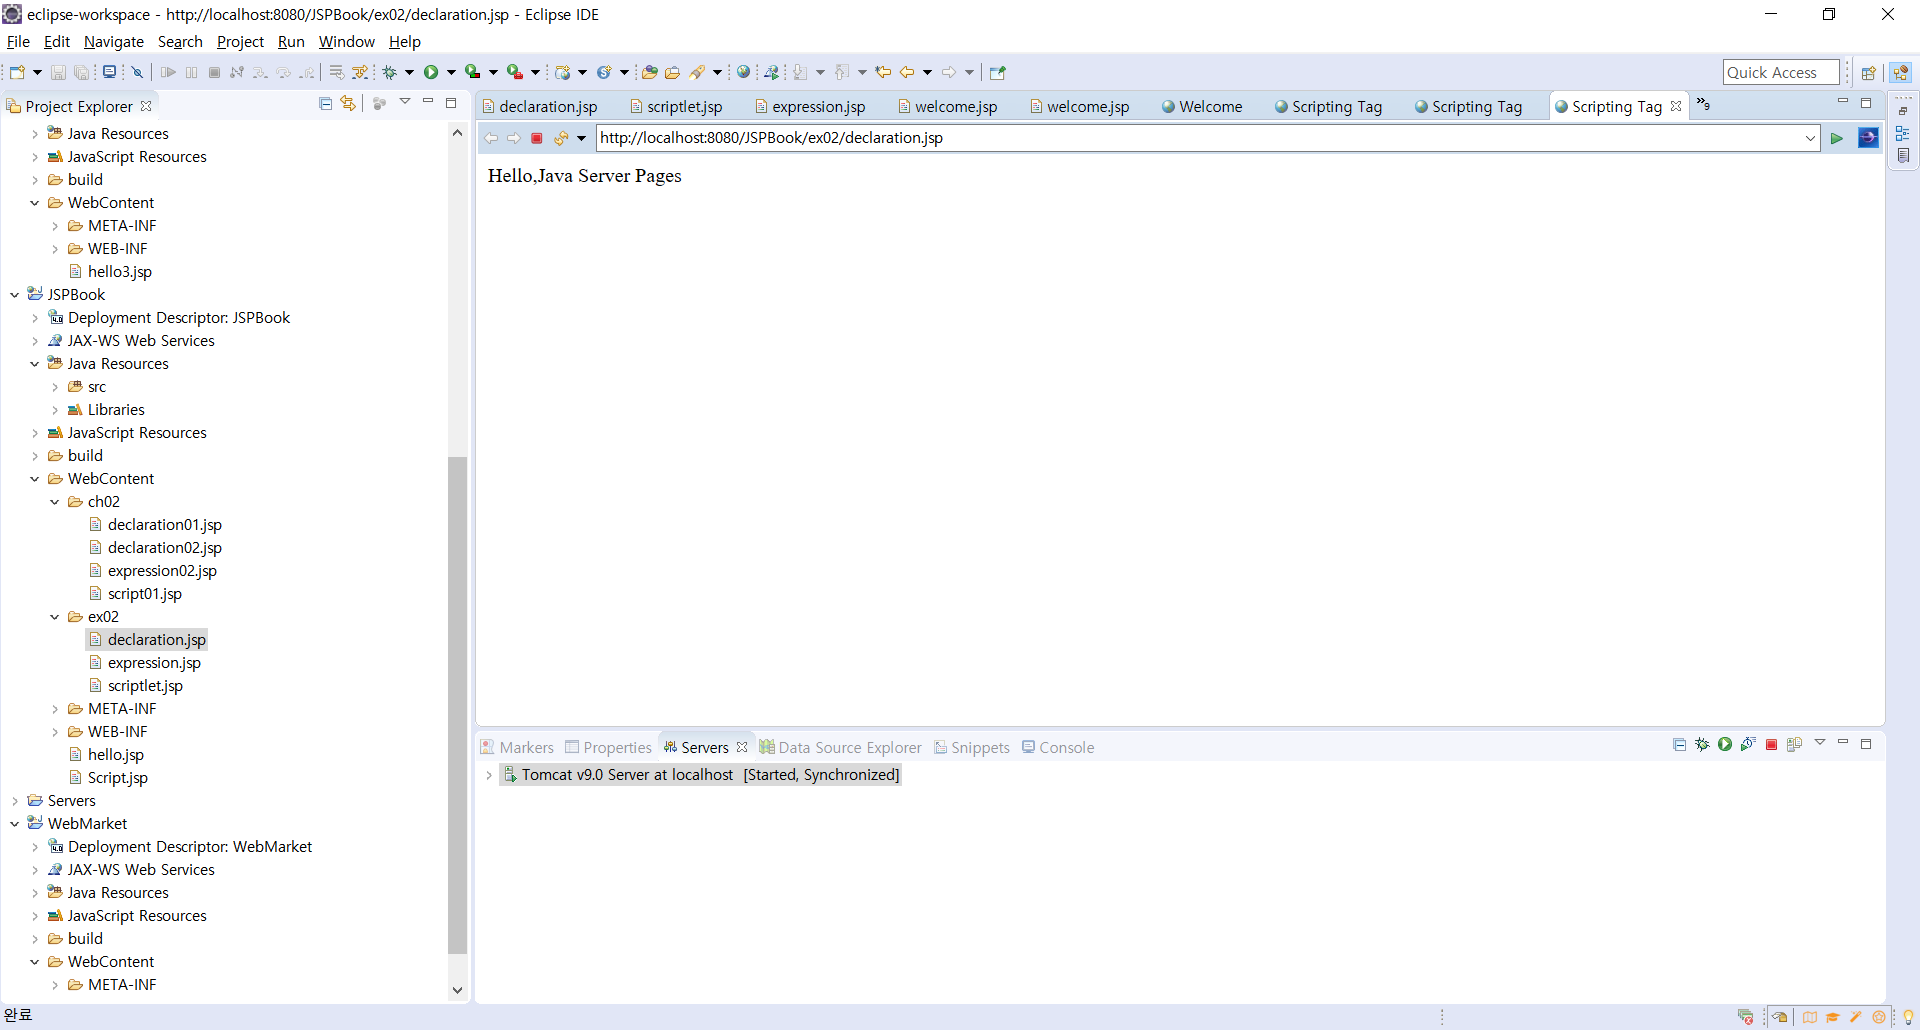 eclipse-workspace - http://localhost:8080/JSPBook/ex02/declaration.jsp - Eclipse IDE
File Edit Navigate Search Project Run Window Help
Quick Access
Project Explorer
Java Resources
JavaScript Resources
build
WebContent
META-INF
WEB-INF
hello3.jsp
JSPBook
Deployment Descriptor: JSPBook
JAX-WS Web Services
Java Resources
src
Libraries
JavaScript Resources
build
WebContent
ch02
declaration01.jsp
declaration02.jsp
expression02.jsp
script01.jsp
ex02
declaration.jsp
expression.jsp
scriptlet.jsp
META-INF
WEB-INF
hello.jsp
Script.jsp
Servers
WebMarket
Deployment Descriptor: WebMarket
JAX-WS Web Services
Java Resources
JavaScript Resources
build
WebContent
META-INF
declaration.jsp scriptlet.jsp expression.jsp welcome.jsp welcome.jsp Welcome Scripting Tag Scripting Tag Scripting Tag »9
http://localhost:8080/JSPBook/ex02/declaration.jsp
Hello,Java Server Pages
Markers Properties Servers Data Source Explorer Snippets Console
Tomcat v9.0 Server at localhost [Started, Synchronized]
완료